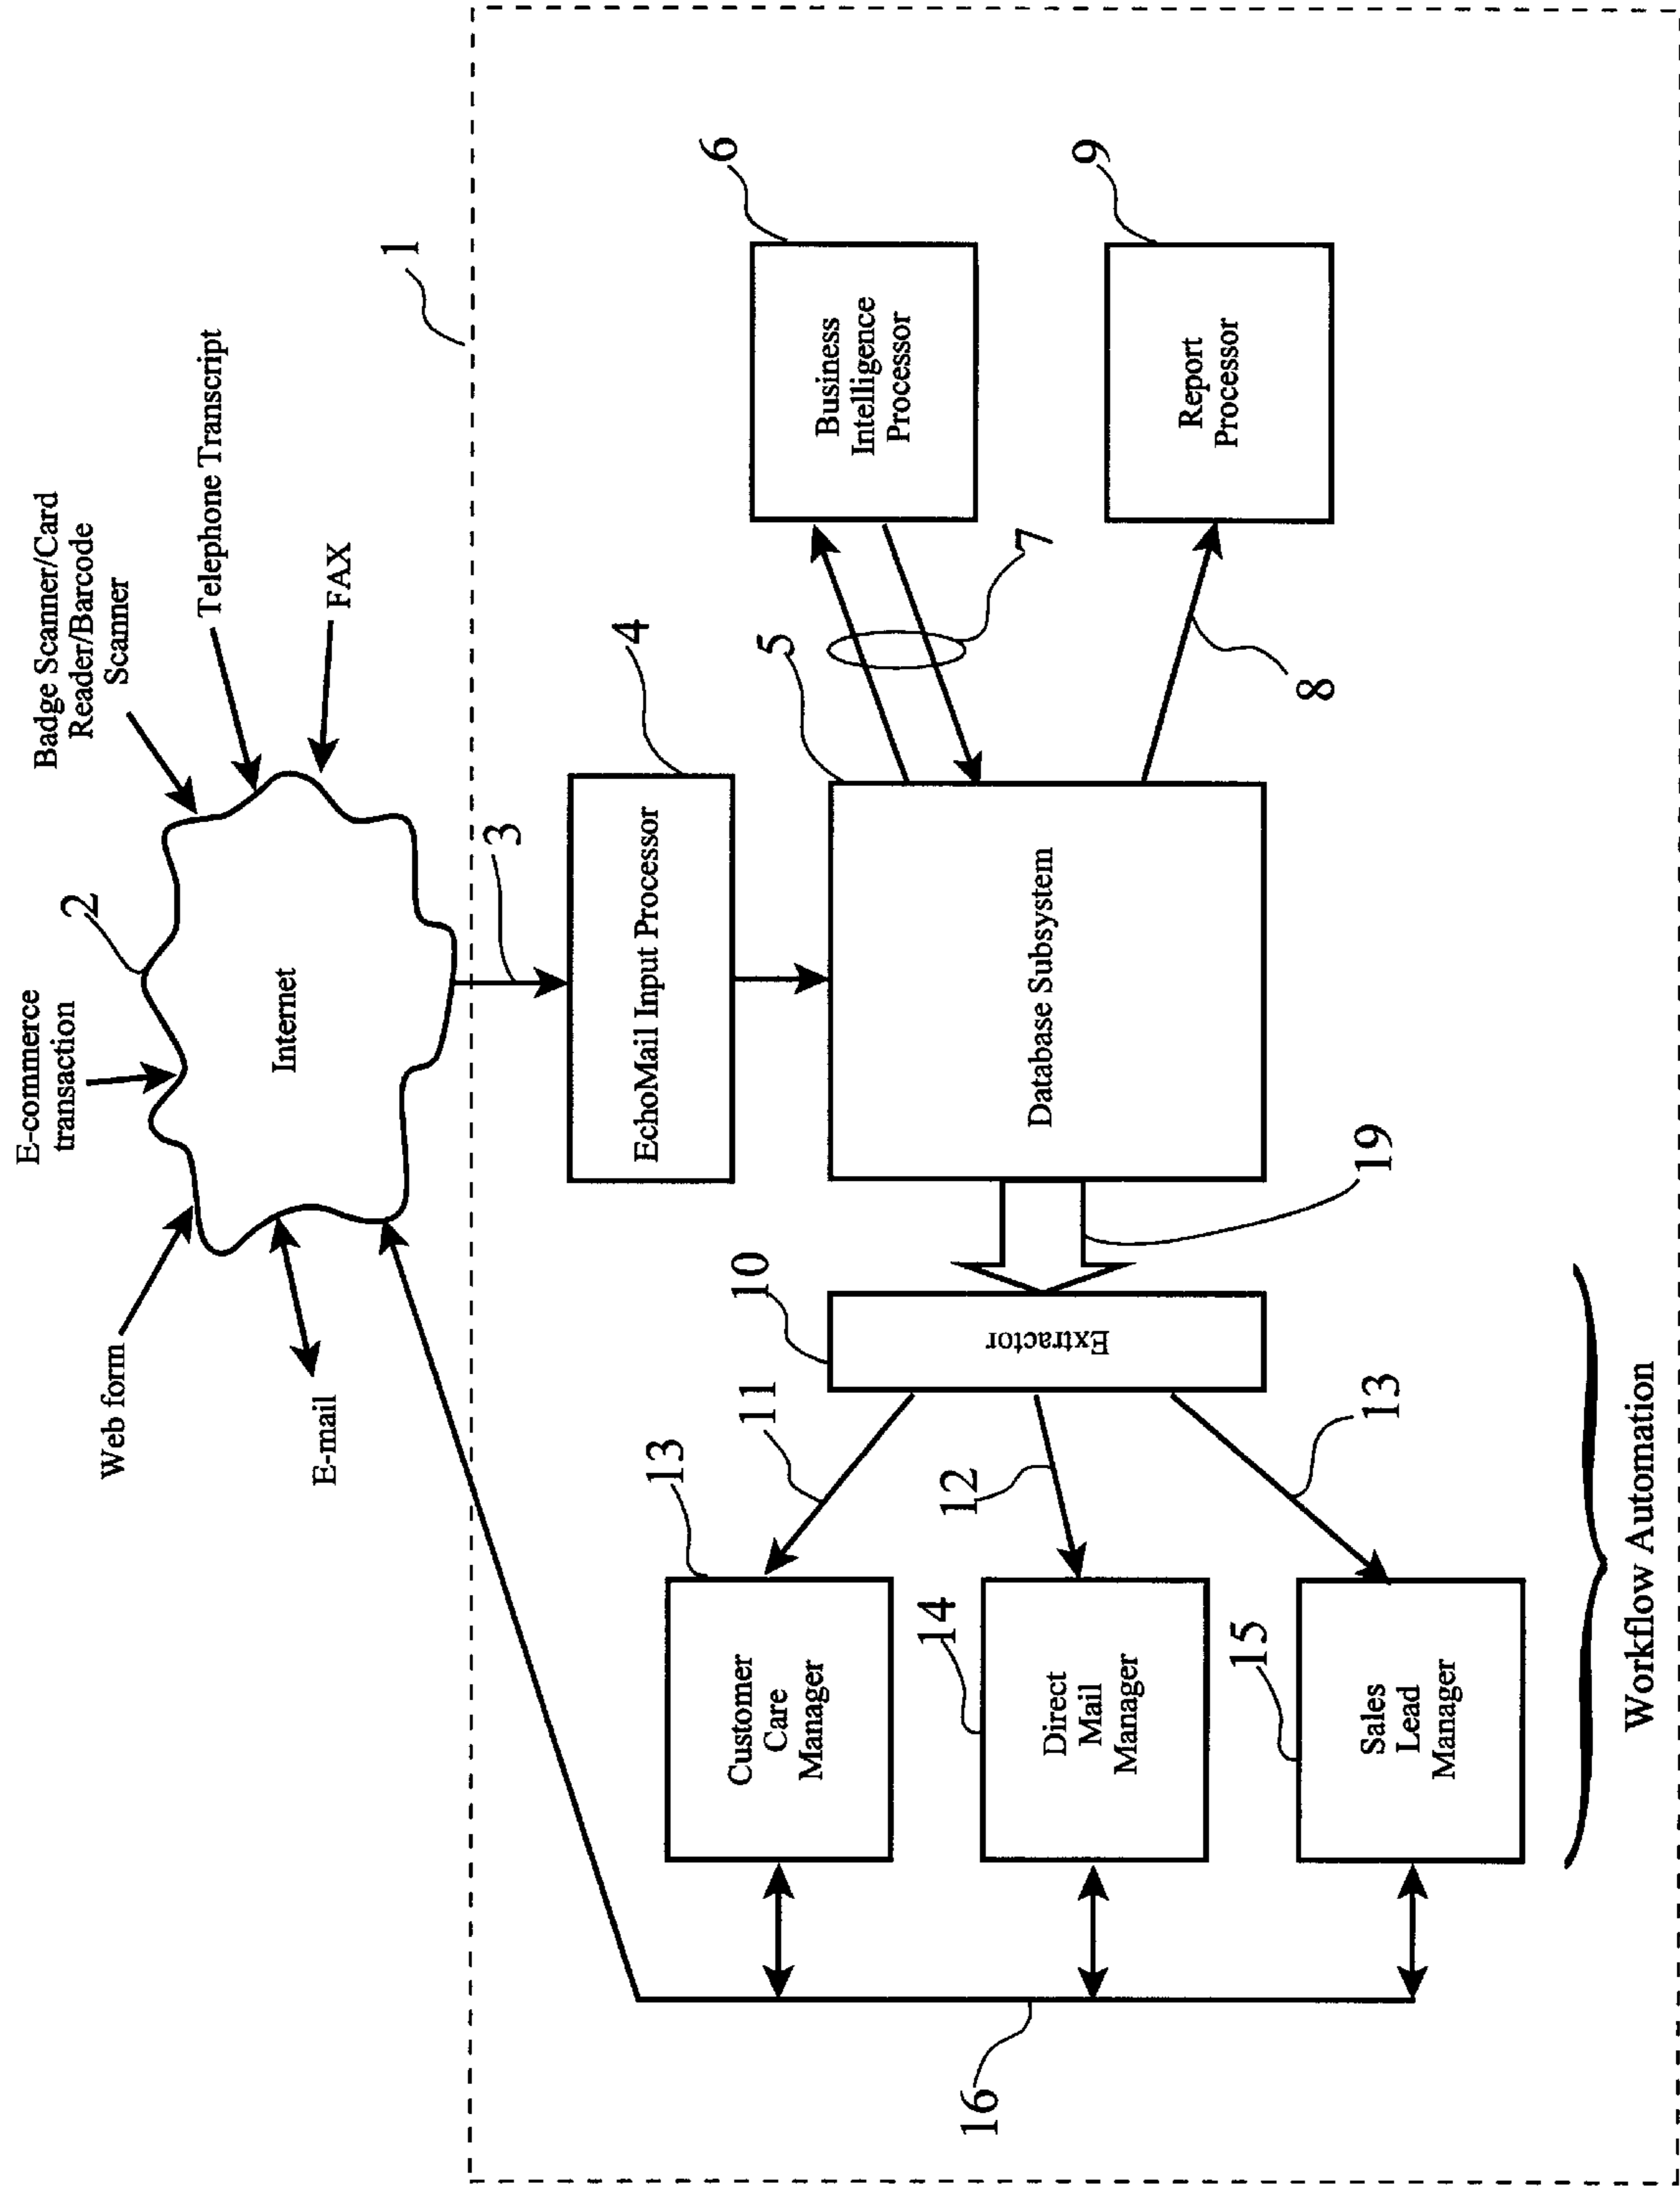 Badge Scanner/Card
Reader/Barcode
Scanner
E-commerce
transaction
Telephone Transcript
Web form
2
FAX
E-mail
Internet
1
3
EchoMail Input Processor
4
6
13
Customer
Care
Manager
11
10
5
Business
Intelligence
Processor
7
16
14
Direct
Mail
Manager
12
Extractor
Database Subsystem
9
8
Report
Processor
15
Sales
Lead
Manager
13
19
Workflow Automation